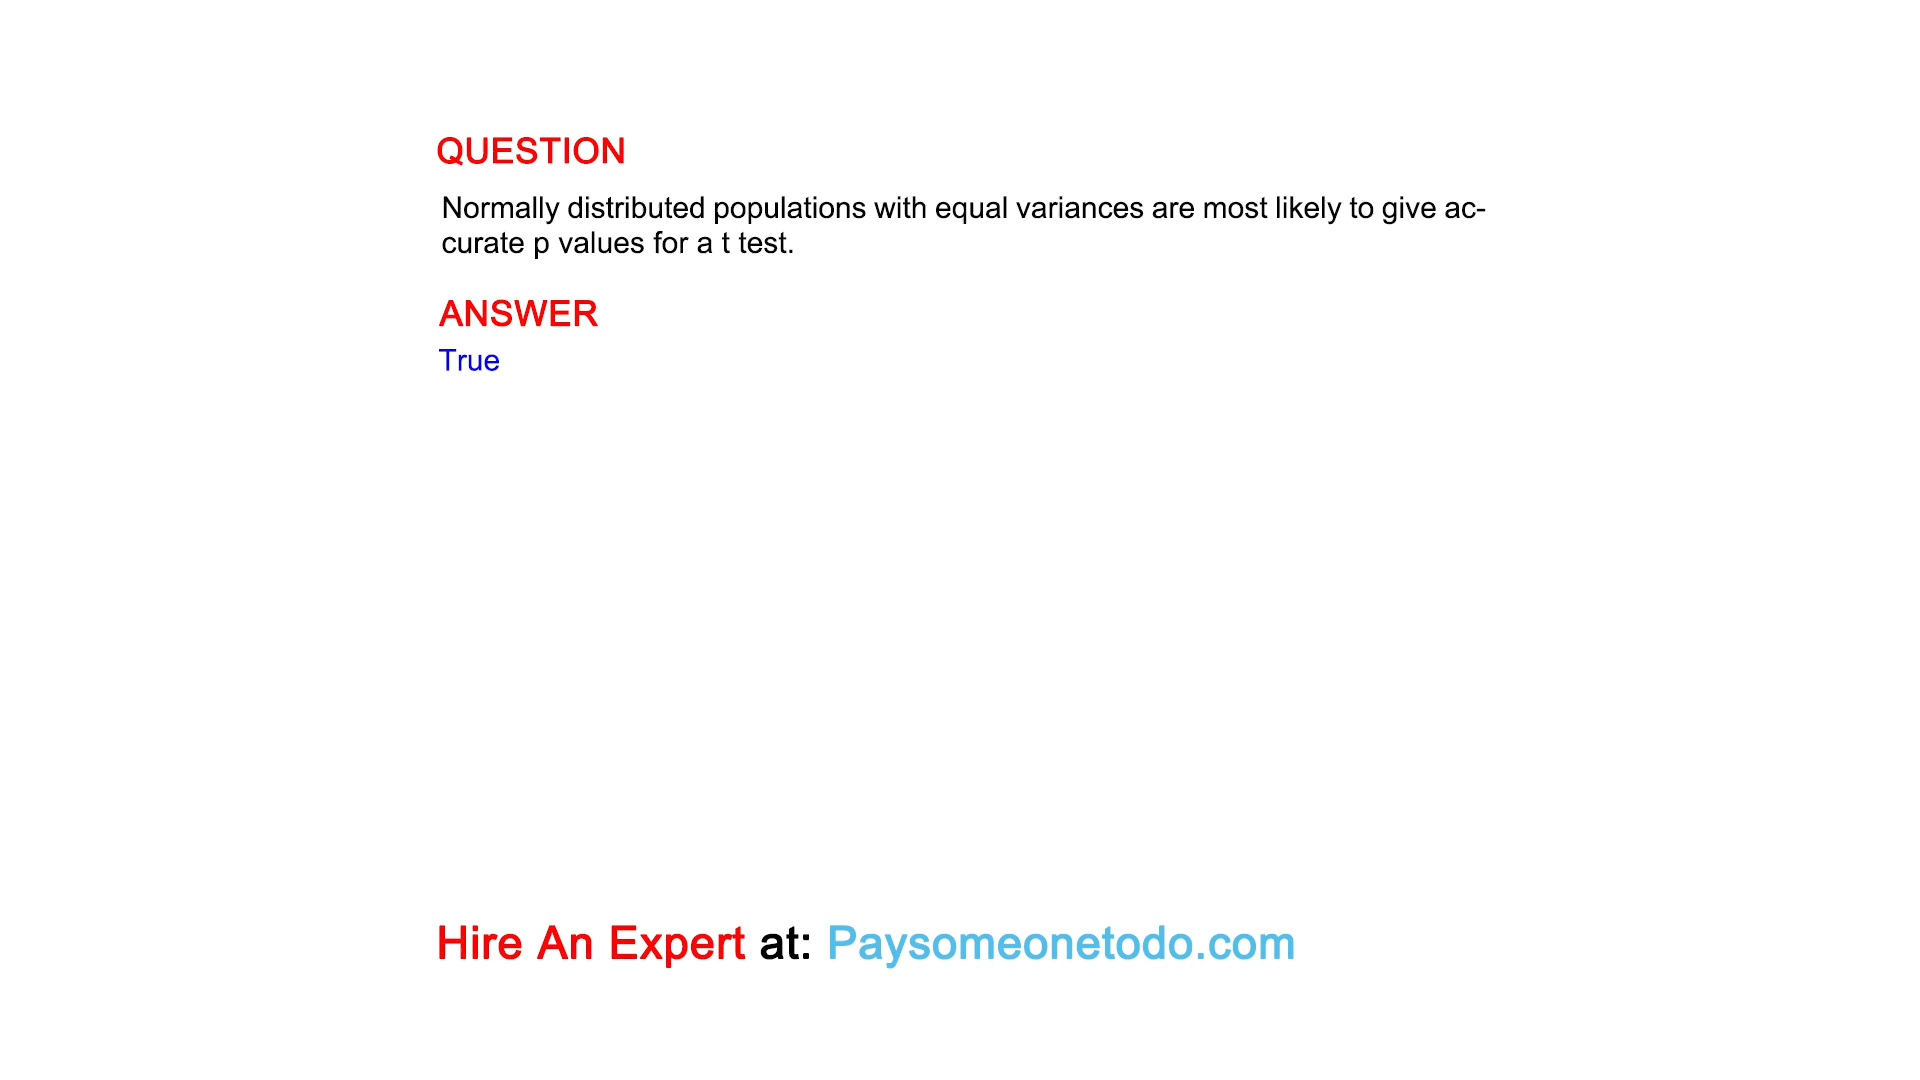 QUESTION
Normally distributed populations with equal variances are most likely to give ac-
curate p values for a t test.
ANSWER
True
Hire An Expert at: Paysomeonetodo.com